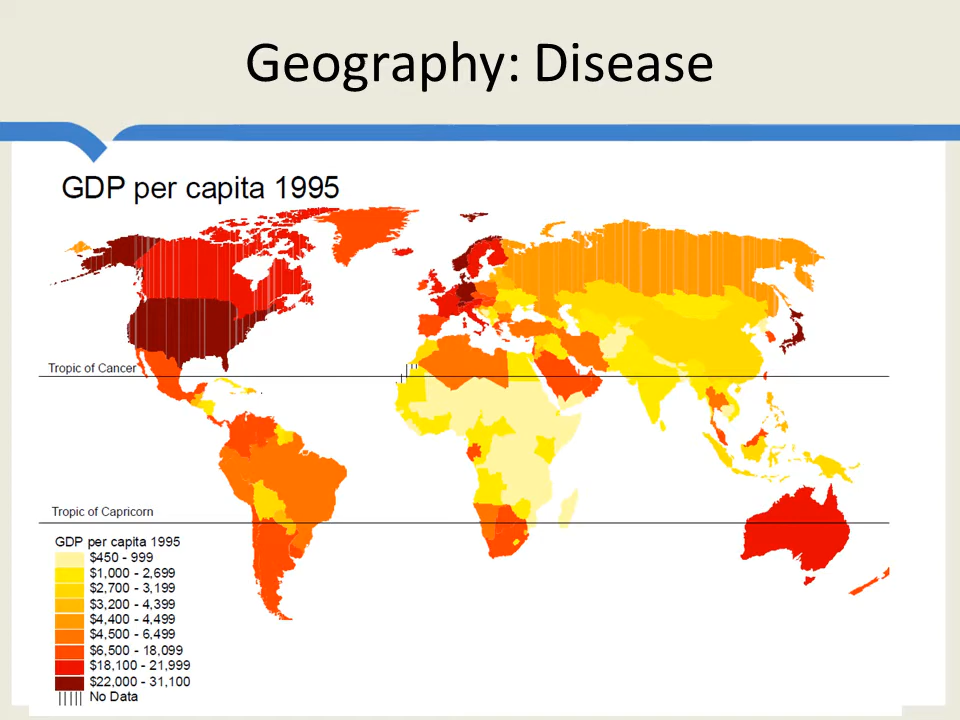 Geography: Disease
GDP per capita 1995
Tropic of Cancer
Tropic of Capricorn
GDP per capita 1995
$450 - 999
$1,000 - 2,699
$2,700 - 3,199
$3,200 - 4,399
$4,400 - 4,499
$4,500 - 6,499
$6,500 - 18,099
$18,100 - 21,999
$22,000 - 31,100
No Data